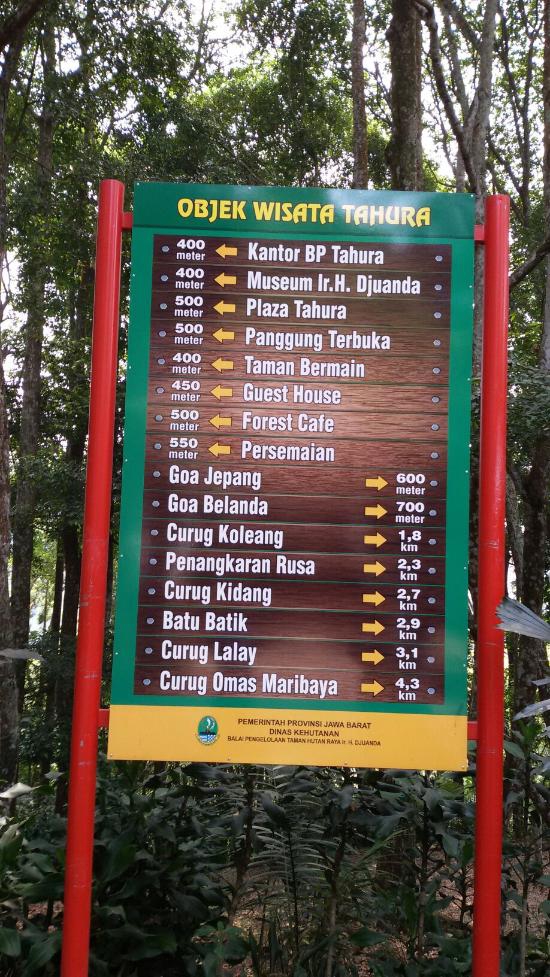 OBJEK WISATA TAHURA
400 meter Kantor BP Tahura
400 meter Museum Ir.H. Djuanda
500 meter Plaza Tahura
500 meter Panggung Terbuka
400 meter Taman Bermain
450 meter Guest House
500 meter Forest Cafe
550 meter Persemaian
Goa Jepang 600 meter
Goa Belanda 700 meter
Curug Koleang 1,8 km
Penangkaran Rusa 2,3 km
Curug Kidang 2,7 km
Batu Batik 2,9 km
Curug Lalay 3,1 km
Curug Omas Maribaya 4,3 km
PEMERINTAH PROVINSI JAWA BARAT
DINAS KEHUTANAN
BALAI PENGELOLAAN TAMAN HUTAN RAYA Ir. H. DJUANDA